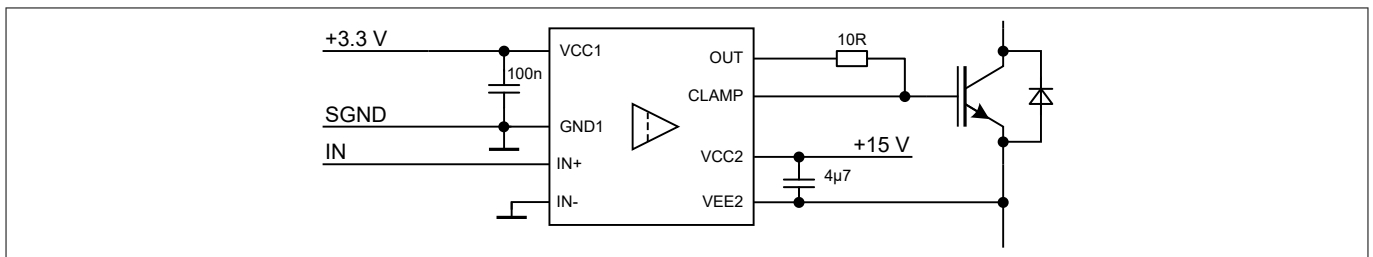 +3.3 V
VCC1
100n
SGND
GND1
IN
IN+
IN-
OUT
10R
CLAMP
VCC2
+15 V
4µ7
VEE2